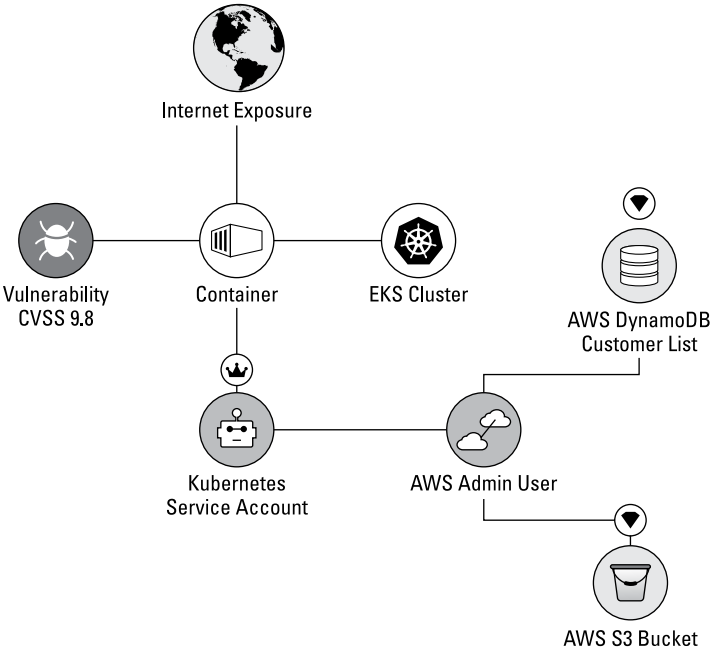 Internet Exposure
Vulnerability
CVSS 9.8
Container
EKS Cluster
AWS DynamoDB
Customer List
Kubernetes
Service Account
AWS Admin User
AWS S3 Bucket